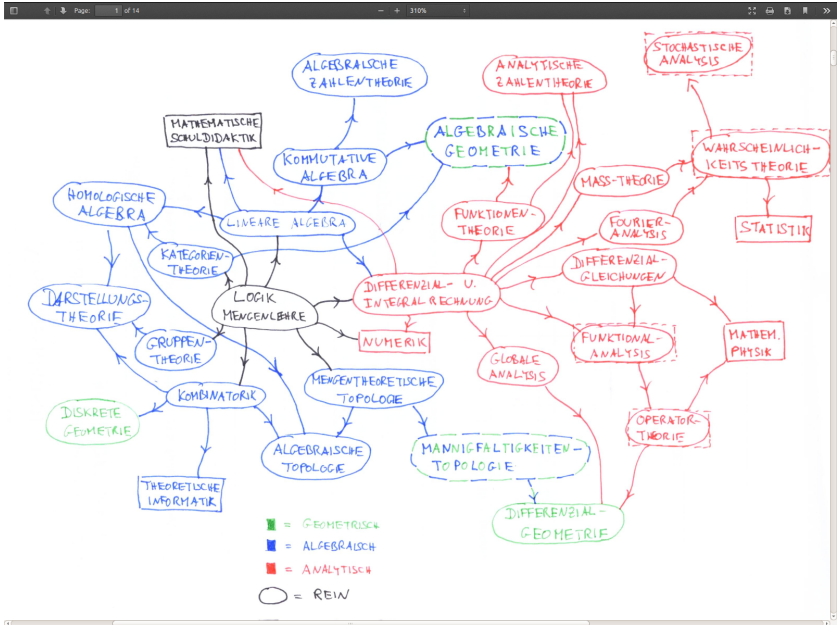 Page: 1 of 14
310%
ALGEBRAISCHE
ZAHLENTHEORIE
ANALYTISCHE
ZAHLENTHEORIE
STOCHASTISCHE
ANALYSIS
MATHEMATISCHE
SCHULDIDAKTIK
KOMMUTATIVE
ALGEBRA
ALGEBRAISCHE
GEOMETRIE
WAHRSCHEINLICH-
KEITSTHEORIE
MASS-THEORIE
HOMOLOGISCHE
ALGEBRA
LINEARE ALGEBRA
FUNKTIONEN-
THEORIE
FOURIER-
ANALYSIS
STATISTIK
KATEGORIEN-
THEORIE
DIFFERENZIAL-
GLEICHUNGEN
DARSTELLUNGS-
THEORIE
LOGIK
MENGENLEHRE
DIFFERENZIAL- U.
INTEGRALRECHNUNG
GRUPPEN-
THEORIE
NUMERIK
FUNKTIONAL-
ANALYSIS
MATHEM.
PHYSIK
GLOBALE
ANALYSIS
KOMBINATORIK
MENGENTHEORETISCHE
TOPOLOGIE
DISKRETE
GEOMETRIE
OPERATOR-
THEORIE
ALGEBRAISCHE
TOPOLOGIE
MANNIGFALTIGKEITEN-
TOPOLOGIE
THEORETISCHE
INFORMATIK
DIFFERENZIAL-
GEOMETRIE
= GEOMETRISCH
= ALGEBRAISCH
= ANALYTISCH
= REIN